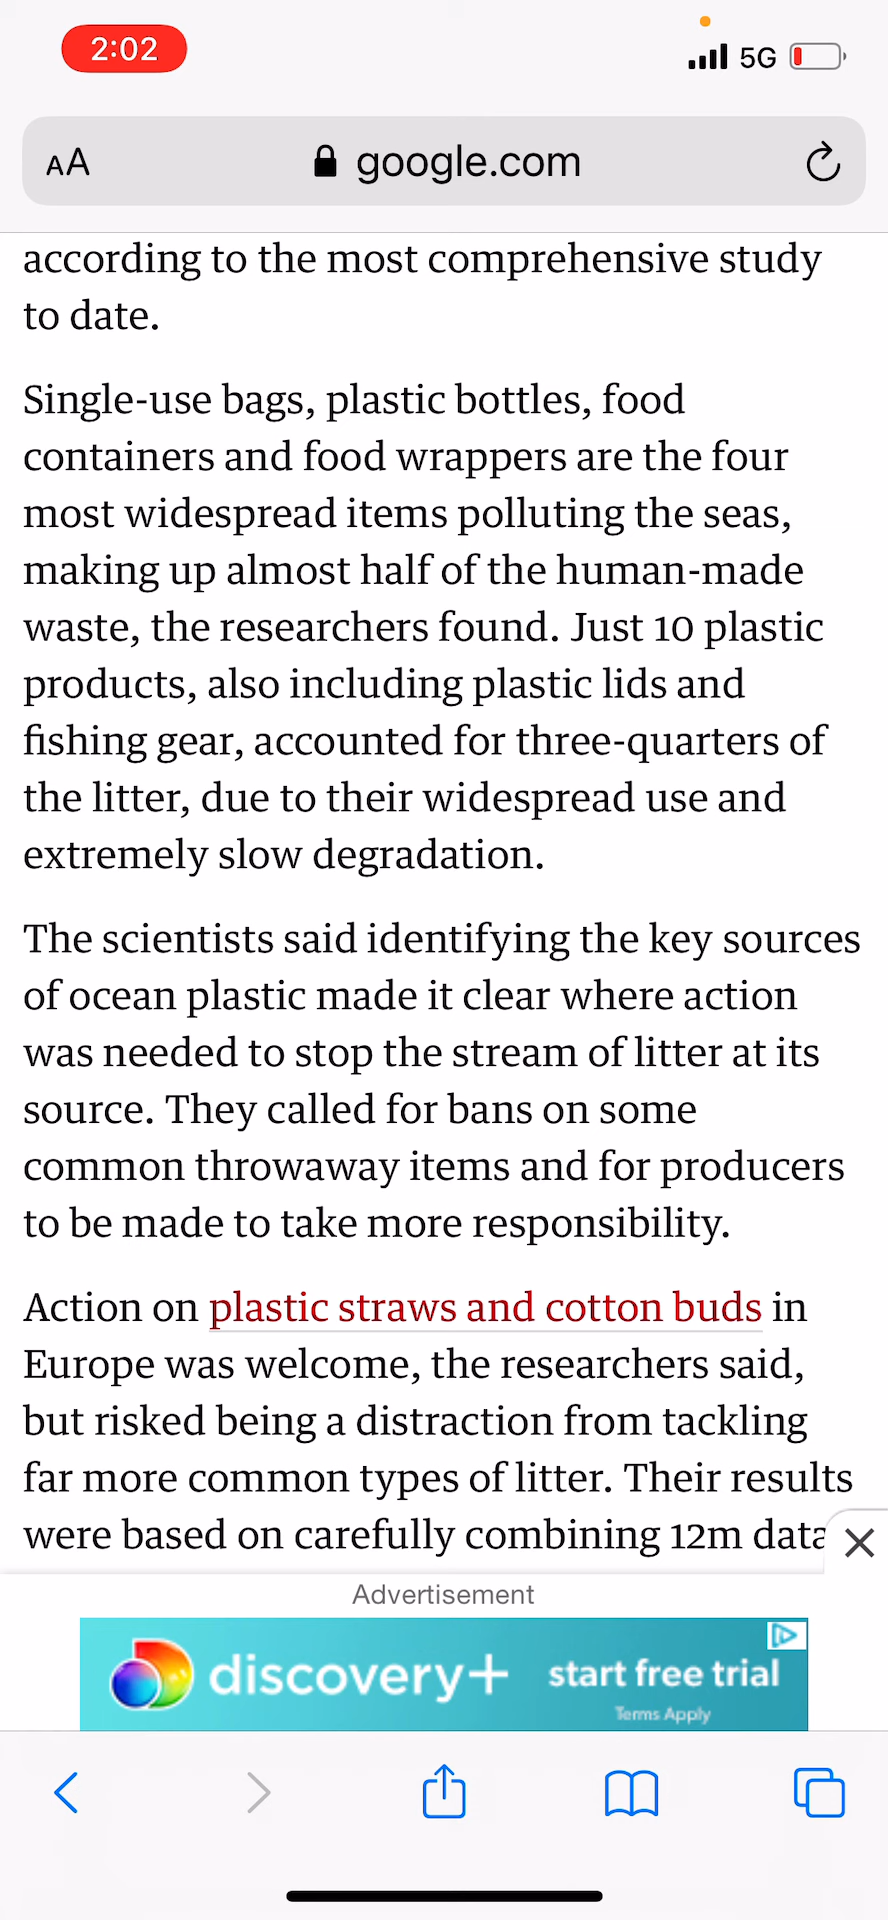 2:02
5G
AA
google.com
according to the most comprehensive study
to date.
Single-use bags, plastic bottles, food
containers and food wrappers are the four
most widespread items polluting the seas,
making up almost half of the human-made
waste, the researchers found. Just 10 plastic
products, also including plastic lids and
fishing gear, accounted for three-quarters of
the litter, due to their widespread use and
extremely slow degradation.
The scientists said identifying the key sources
of ocean plastic made it clear where action
was needed to stop the stream of litter at its
source. They called for bans on some
common throwaway items and for producers
to be made to take more responsibility.
Action on plastic straws and cotton buds in
Europe was welcome, the researchers said,
but risked being a distraction from tackling
far more common types of litter. Their results
were based on carefully combining 12m data
Advertisement
discovery+ start free trial
Terms Apply